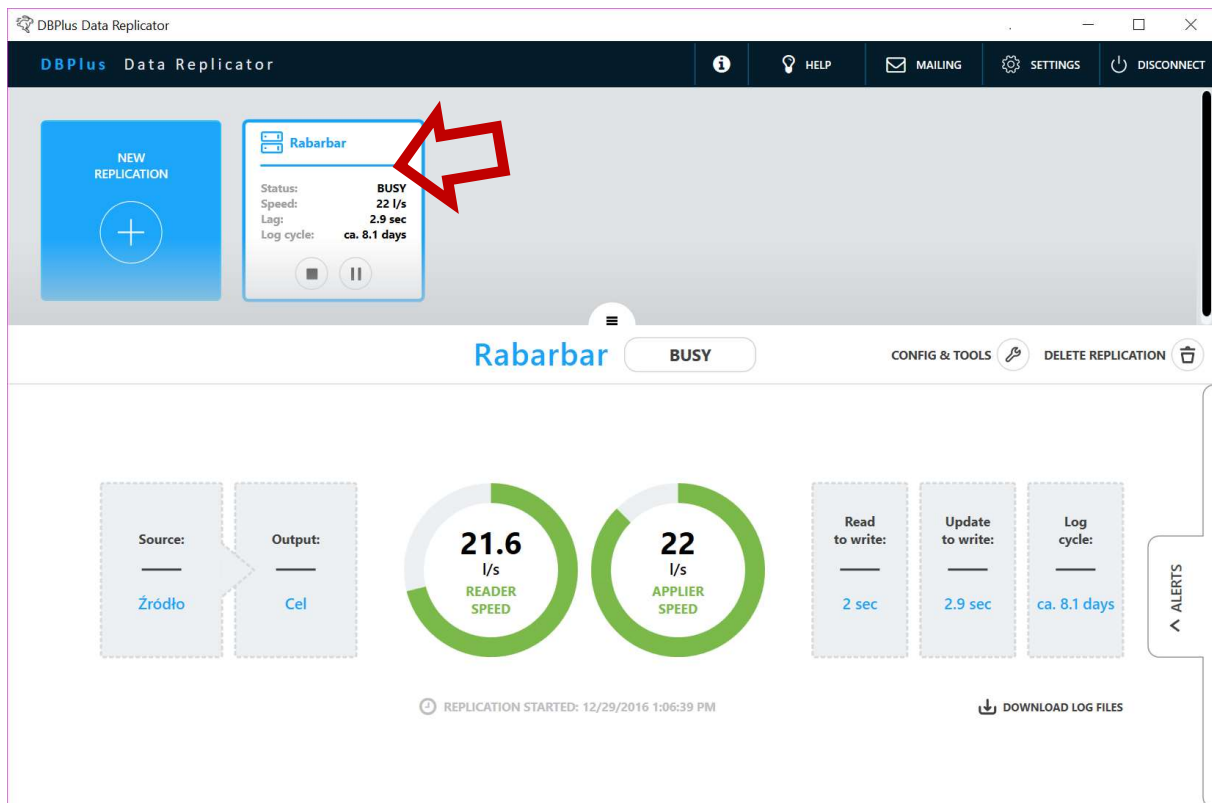 DBPlus Data Replicator
DBPlus Data Replicator
HELP
MAILING
SETTINGS
DISCONNECT
NEW
REPLICATION
Rabarbar
Status: BUSY
Speed: 22 l/s
Lag: 2.9 sec
Log cycle: ca. 8.1 days
Rabarbar
BUSY
CONFIG & TOOLS
DELETE REPLICATION
Source:
Źródło
Output:
Cel
21.6
l/s
READER
SPEED
22
l/s
APPLIER
SPEED
Read
to write:
2 sec
Update
to write:
2.9 sec
Log
cycle:
ca. 8.1 days
ALERTS
REPLICATION STARTED: 12/29/2016 1:06:39 PM
DOWNLOAD LOG FILES